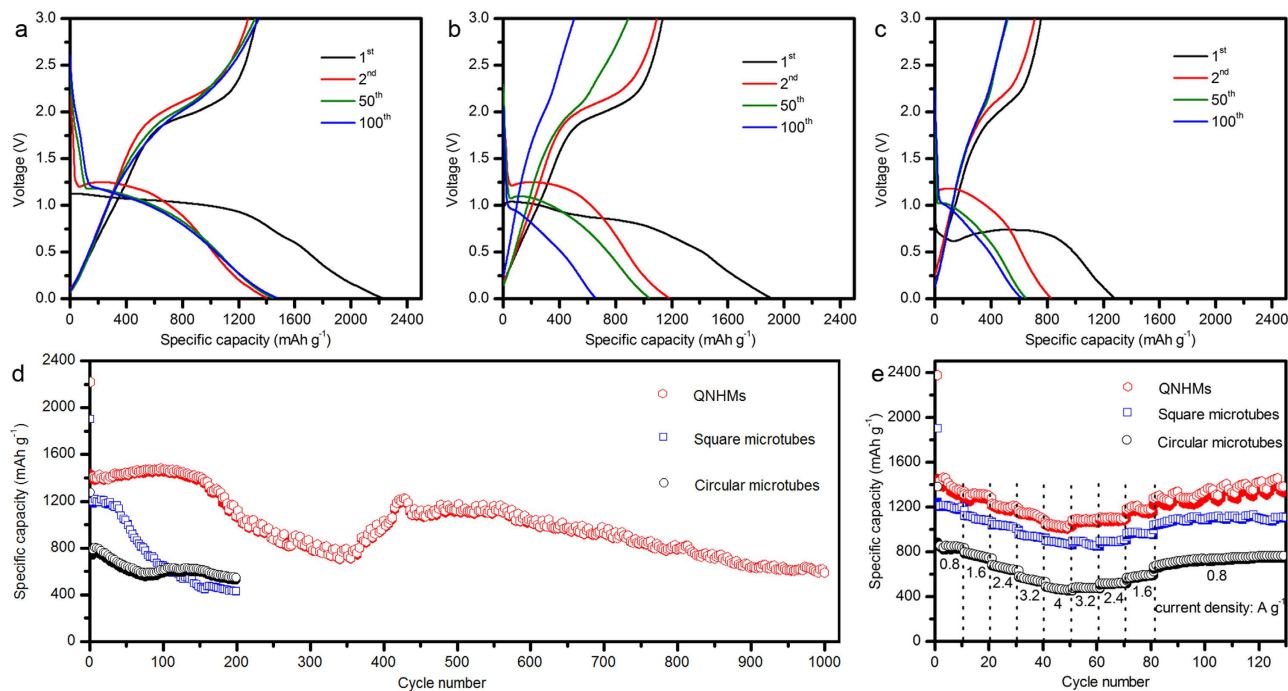 a
3.0
2.5
2.0
1.5
1.0
0.5
0.0
Voltage (V)
1st
2nd
50th
100th
0 400 800 1200 1600 2000 2400
Specific capacity (mAh g-1)
b
3.0
2.5
2.0
1.5
1.0
0.5
0.0
Voltage (V)
1st
2nd
50th
100th
0 400 800 1200 1600 2000 2400
Specific capacity (mAh g-1)
c
3.0
2.5
2.0
1.5
1.0
0.5
0.0
Voltage (V)
1st
2nd
50th
100th
0 400 800 1200 1600 2000 2400
Specific capacity (mAh g-1)
d
2400
2000
1600
1200
800
400
0
Specific capacity (mAh g-1)
QNHMs
Square microtubes
Circular microtubes
0 100 200 300 400 500 600 700 800 900 1000
Cycle number
e
2400
2000
1600
1200
800
400
0
Specific capacity (mAh g-1)
QNHMs
Square microtubes
Circular microtubes
0.8 1.6 2.4 3.2 4 3.2 2.4 1.6 0.8
current density: A g-1
0 20 40 60 80 100 120
Cycle number